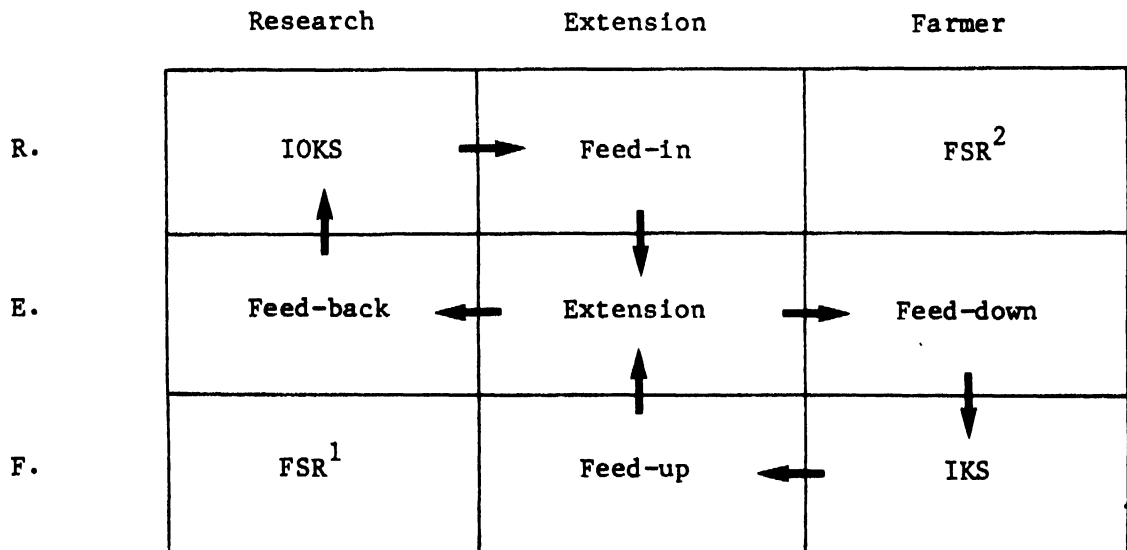 Research Extension Farmer
R. IOKS Feed-in FSR²
E. Feed-back Extension Feed-down
F. FSR¹ Feed-up IKS